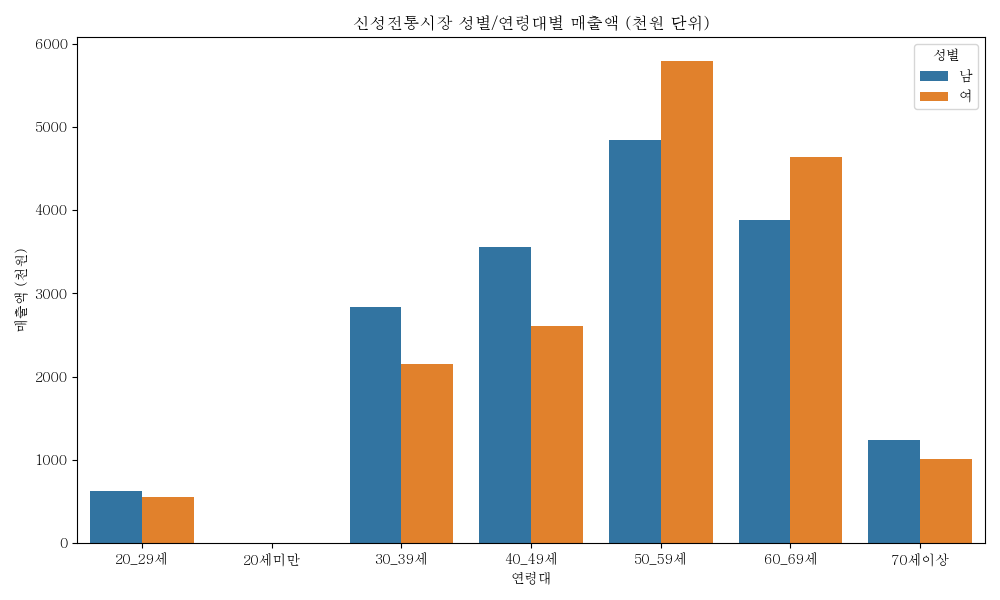 신성전통시장 성별/연령대별 매출액 (천원 단위)
성별
남
여
매출액 (천원)
6000
5000
4000
3000
2000
1000
0
20_29세 20세미만 30_39세 40_49세 50_59세 60_69세 70세이상
연령대